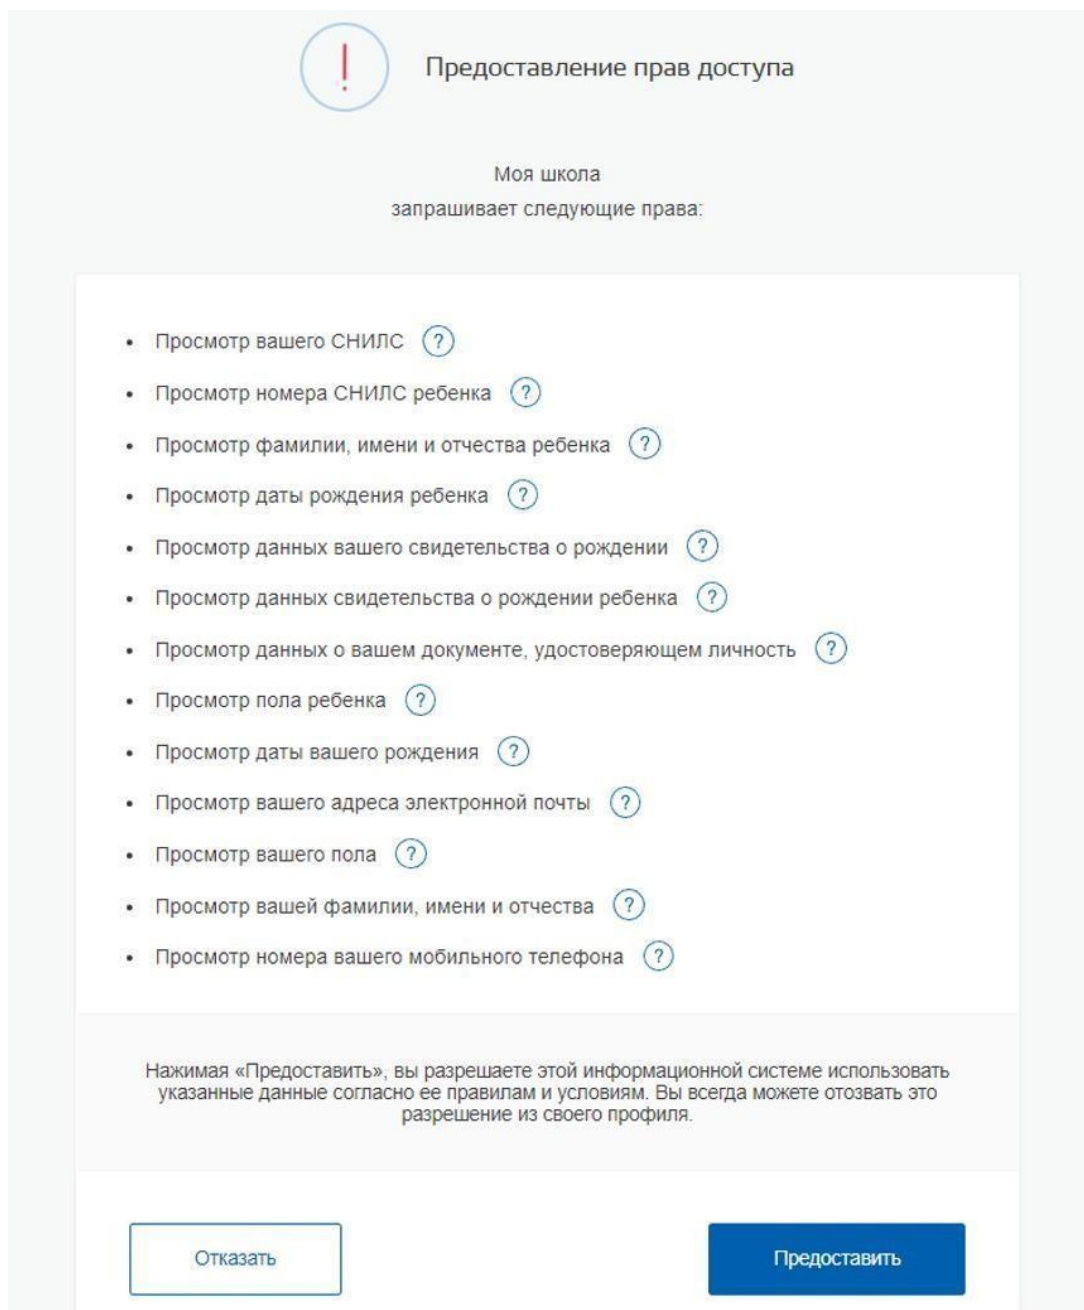 Предоставление прав доступа
Моя школа
запрашивает следующие права:
• Просмотр вашего СНИЛС ?
• Просмотр номера СНИЛС ребенка ?
• Просмотр фамилии, имени и отчества ребенка ?
• Просмотр даты рождения ребенка ?
• Просмотр данных вашего свидетельства о рождении ?
• Просмотр данных свидетельства о рождении ребенка ?
• Просмотр данных о вашем документе, удостоверяющем личность ?
• Просмотр пола ребенка ?
• Просмотр даты вашего рождения ?
• Просмотр вашего адреса электронной почты ?
• Просмотр вашего пола ?
• Просмотр вашей фамилии, имени и отчества ?
• Просмотр номера вашего мобильного телефона ?
Нажимая «Предоставить», вы разрешаете этой информационной системе использовать
указанные данные согласно ее правилам и условиям. Вы всегда можете отозвать это
разрешение из своего профиля.
Отказать
Предоставить